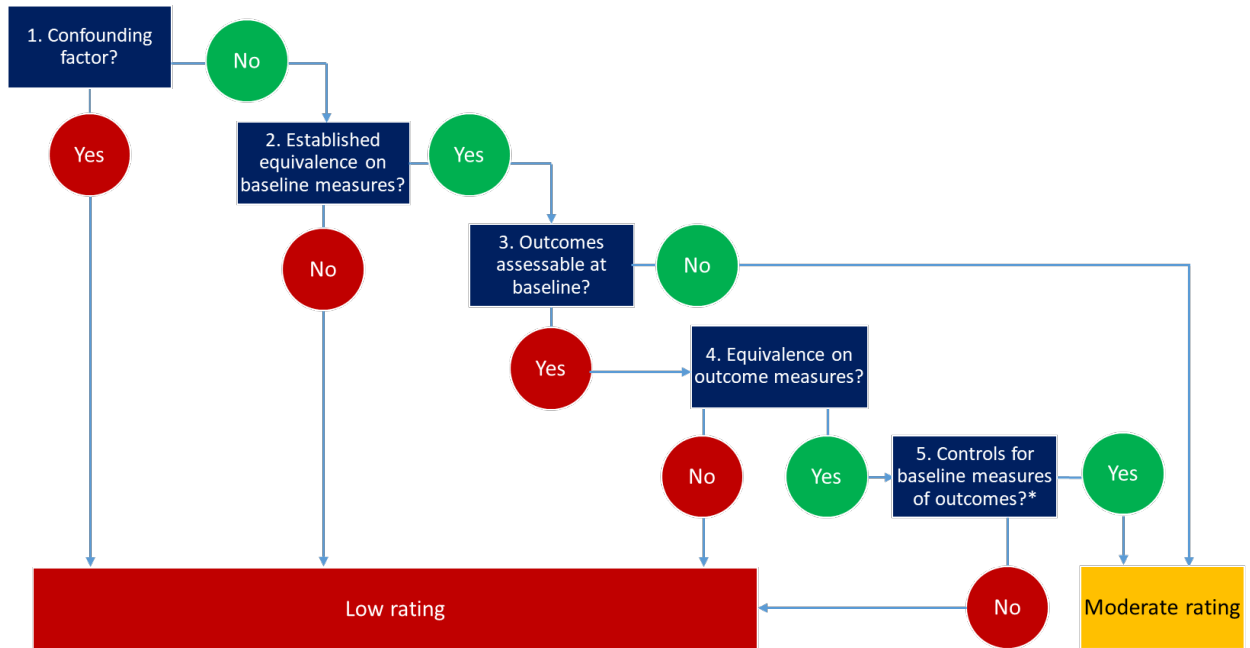 1. Confounding
factor?
No
Yes
2. Established
equivalence on
baseline measures?
Yes
No
3. Outcomes
assessable at
baseline?
No
Yes
4. Equivalence on
outcome measures?
No
Yes
5. Controls for
baseline measures
of outcomes?*
Yes
No
Low rating
Moderate rating